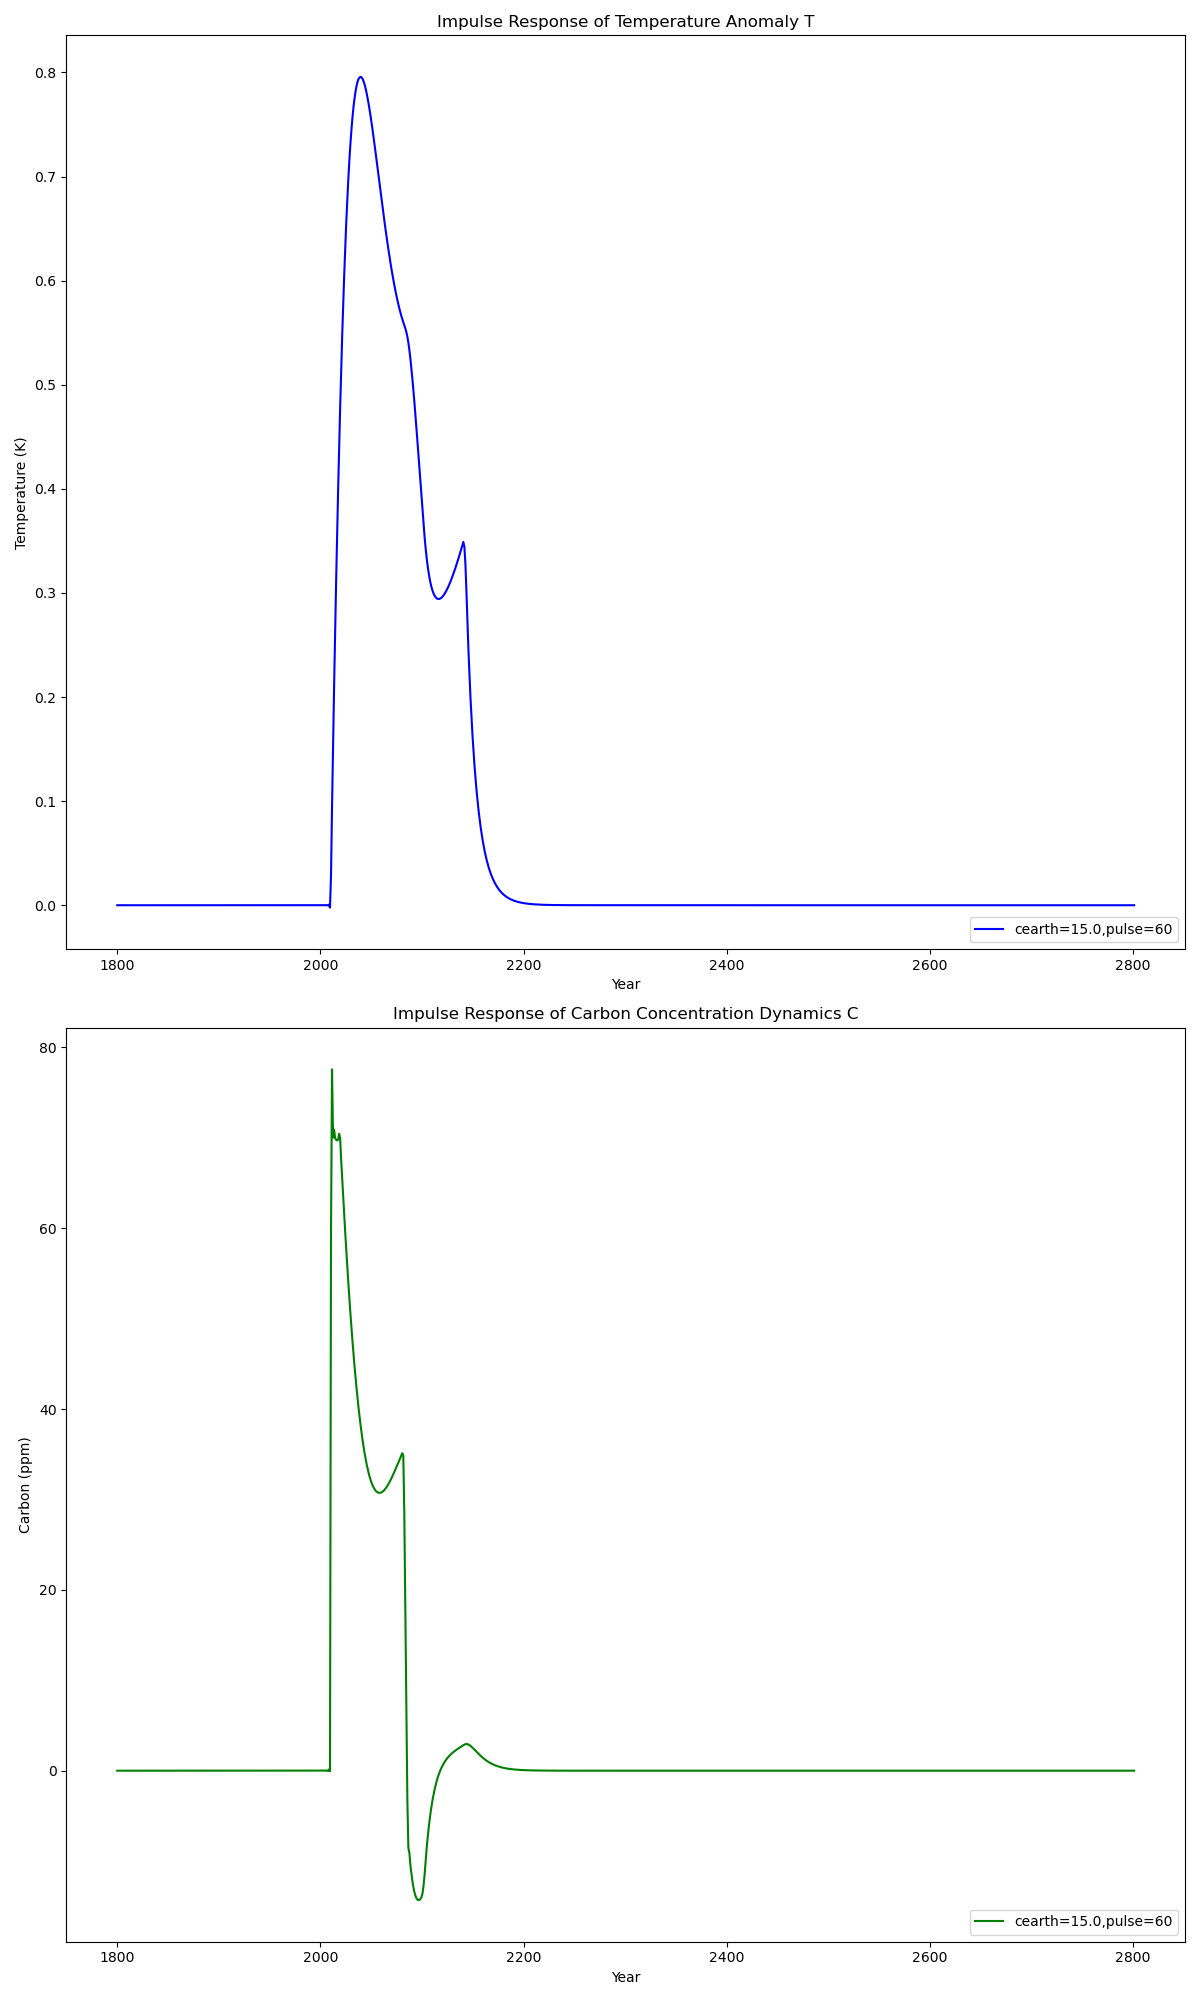 Impulse Response of Temperature Anomaly T
0.8
0.7
0.6
0.5
0.4
0.3
0.2
0.1
0.0
Temperature (K)
cearth=15.0,pulse=60
1800 2000 2200 2400 2600 2800
Year
Impulse Response of Carbon Concentration Dynamics C
80
60
40
20
0
Carbon (ppm)
cearth=15.0,pulse=60
1800 2000 2200 2400 2600 2800
Year